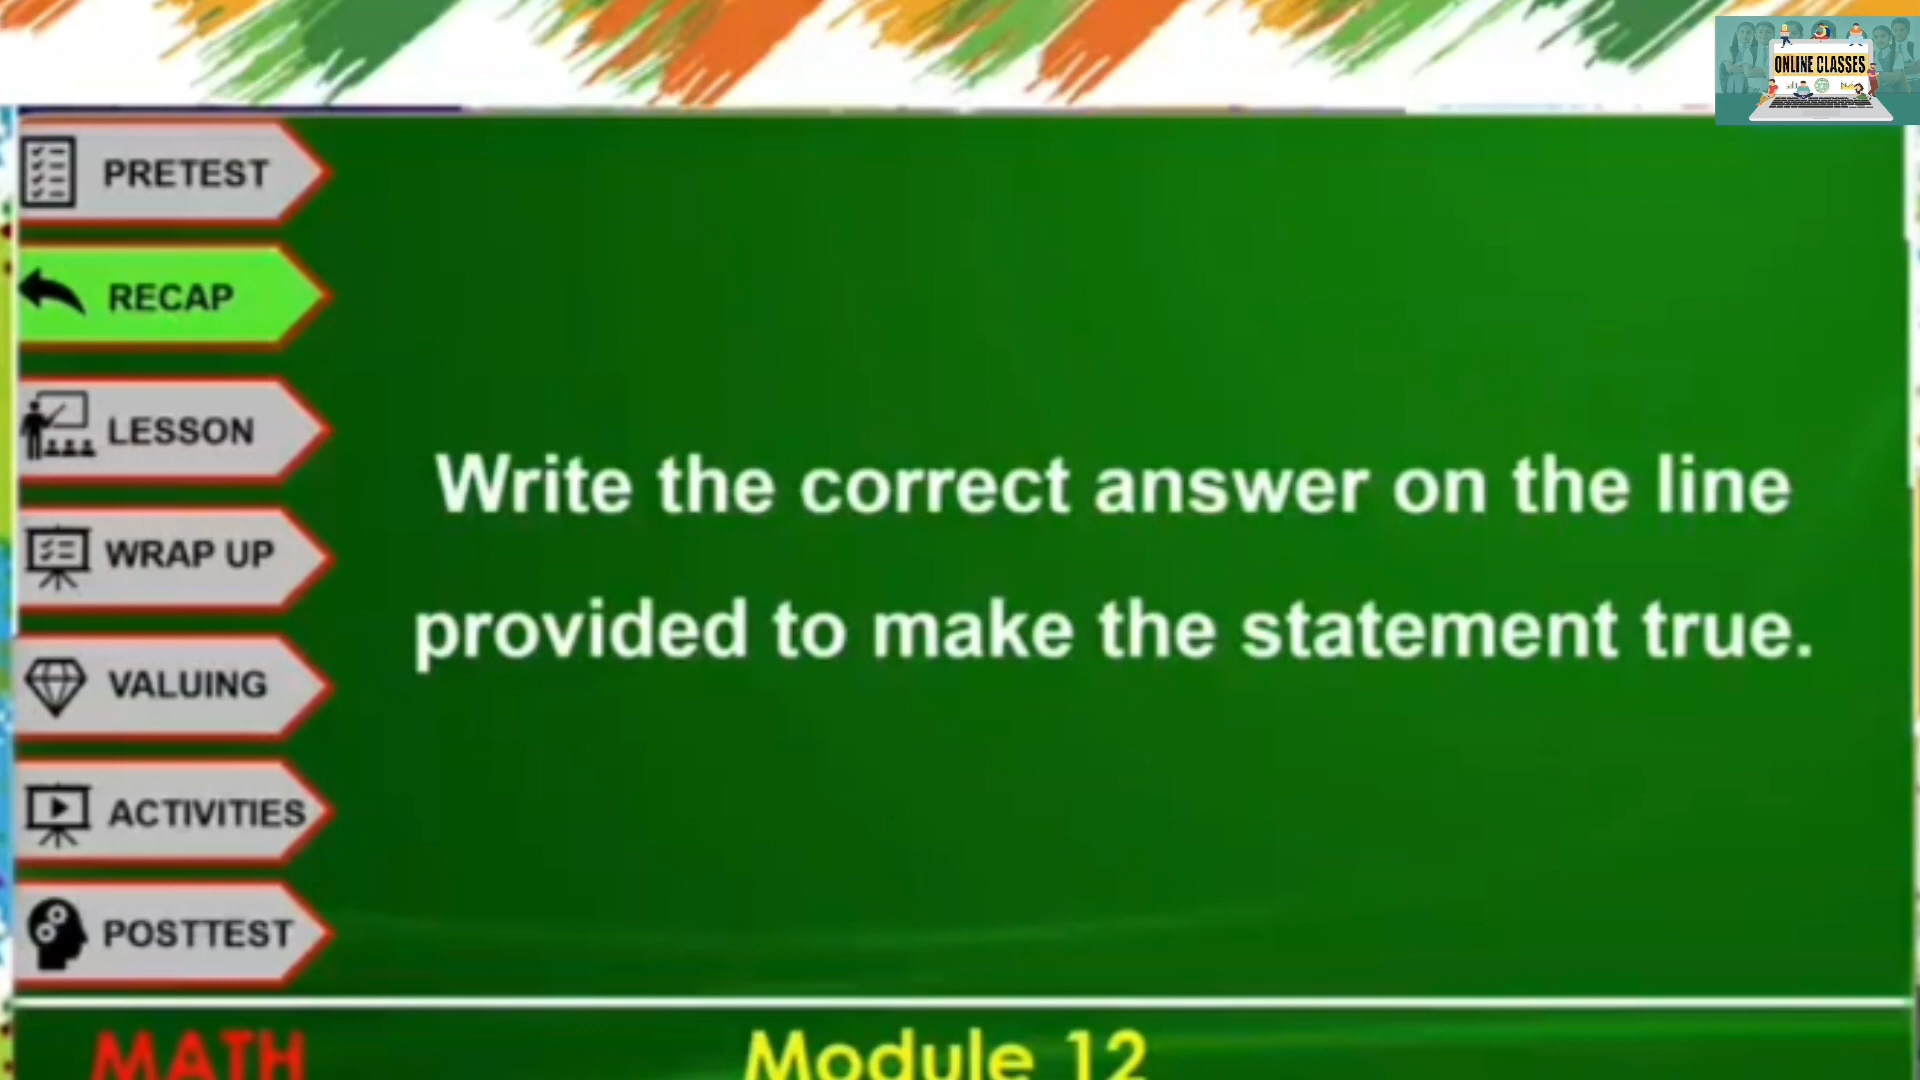 ONLINE CLASSES
PRETEST
RECAP
LESSON
WRAP UP
VALUING
ACTIVITIES
POSTTEST
Write the correct answer on the line
provided to make the statement true.
MATH
Module 12